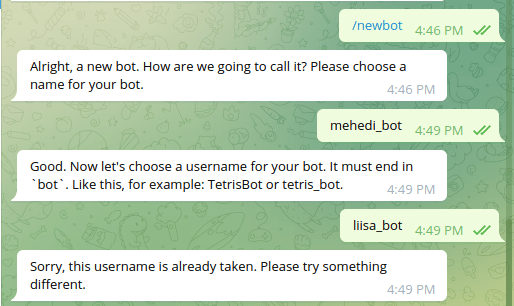 /newbot 4:46 PM
Alright, a new bot. How are we going to call it? Please choose a
name for your bot.
4:46 PM
mehedi_bot 4:49 PM
Good. Now let's choose a username for your bot. It must end in
`bot`. Like this, for example: TetrisBot or tetris_bot.
4:49 PM
liisa_bot 4:49 PM
Sorry, this username is already taken. Please try something
different.
4:49 PM